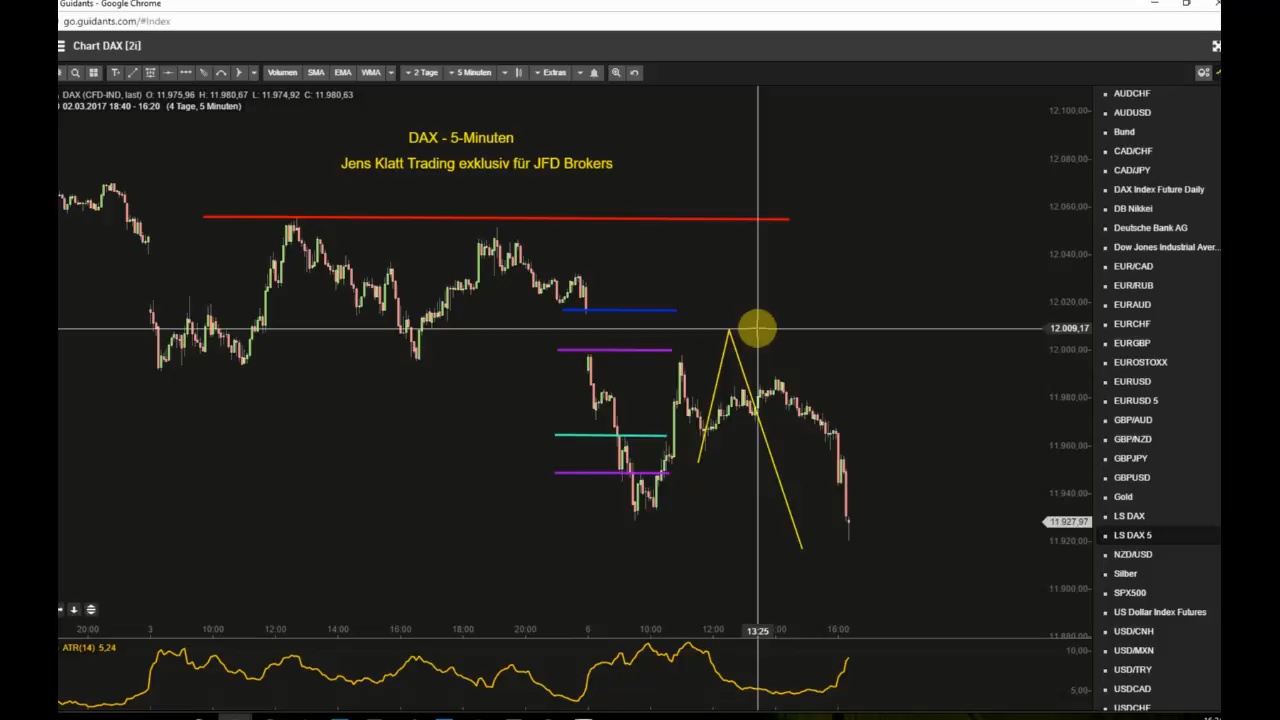 Guidants - Google Chrome
go.guidants.com/#Index
Chart DAX [2i]
Volumen SMA EMA WMA 2 Tage 5 Minuten Extras
DAX (CFD-IND, last) O: 11.975,96 H: 11.980,67 L: 11.974,92 C: 11.980,63
02.03.2017 18:40 - 16:20 (4 Tage, 5 Minuten)
DAX - 5-Minuten
Jens Klatt Trading exklusiv für JFD Brokers
12.100,00
12.080,00
12.060,00
12.040,00
12.020,00
12.009,17
12.000,00
11.980,00
11.960,00
11.940,00
11.927,97
11.920,00
11.900,00
11.880,00
20:00 3 10:00 12:00 14:00 16:00 18:00 20:00 6 10:00 12:00 13:25 16:00
ATR(14) 5,24
10,00
5,00
AUDCHF
AUDUSD
Bund
CAD/CHF
CAD/JPY
DAX Index Future Daily
DB Nikkei
Deutsche Bank AG
Dow Jones Industrial Aver...
EUR/CAD
EUR/RUB
EURAUD
EURCHF
EURGBP
EUROSTOXX
EURUSD
EURUSD 5
GBP/AUD
GBP/NZD
GBPJPY
GBPUSD
Gold
LS DAX
LS DAX 5
NZD/USD
Silber
SPX500
US Dollar Index Futures
USD/CNH
USD/MXN
USD/TRY
USDCAD
USDCHF